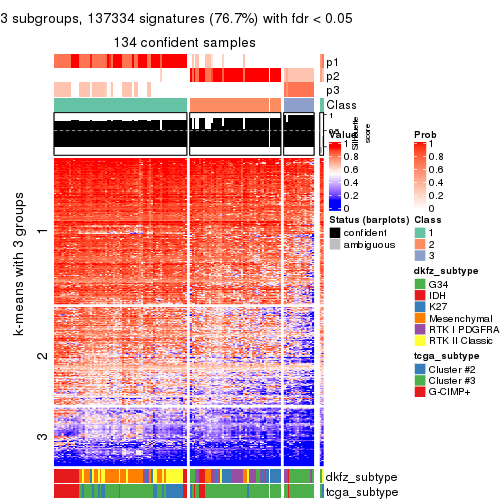 3 subgroups, 137334 signatures (76.7%) with fdr < 0.05
134 confident samples
p1
p2
p3
Class
1
Silhouette
score
Value
1
0.8
0.6
0.4
0.2
0
Prob
1
0.8
0.6
0.4
0.2
0
Status (barplots)
confident
ambiguous
Class
1
2
3
dkfz_subtype
G34
IDH
K27
Mesenchymal
RTK I PDGFRA
RTK II Classic
tcga_subtype
Cluster #2
Cluster #3
G-CIMP+
k-means with 3 groups
1
2
3
dkfz_subtype
tcga_subtype